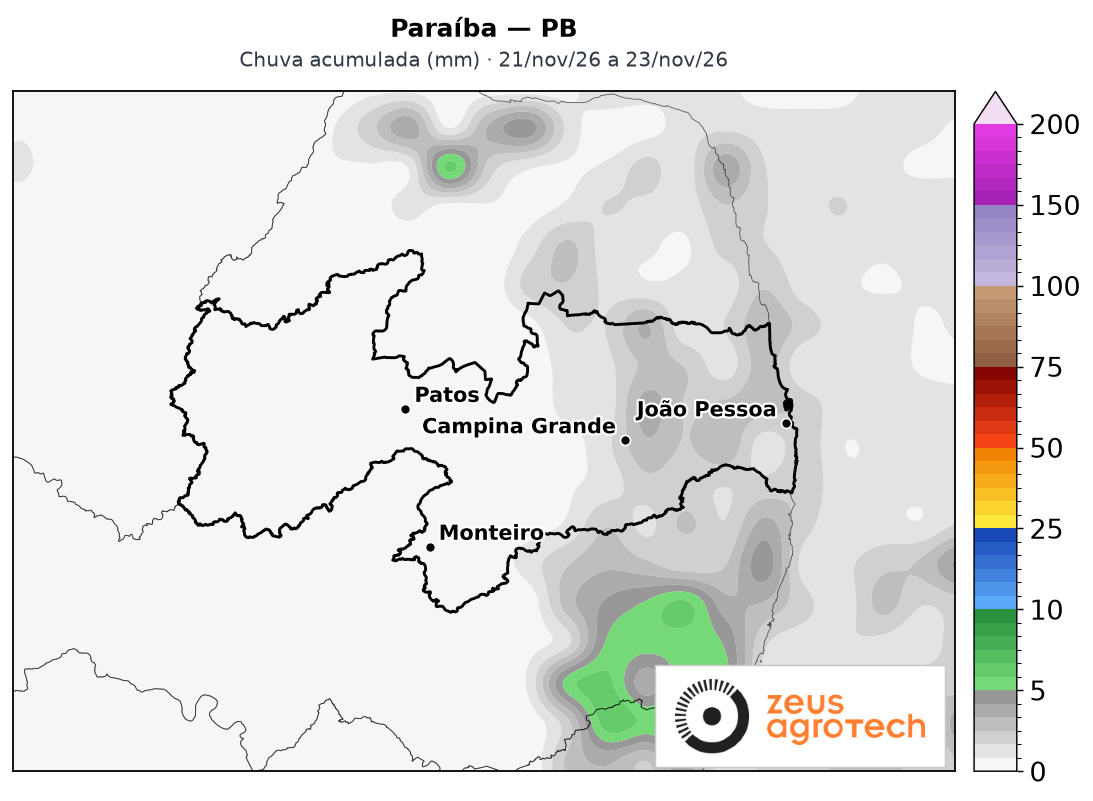 Paraíba — PB
Chuva acumulada (mm) · 21/nov/26 a 23/nov/26
200
150
100
75
50
25
10
5
0
Patos
João Pessoa
Campina Grande
Monteiro
zeus
agrotech